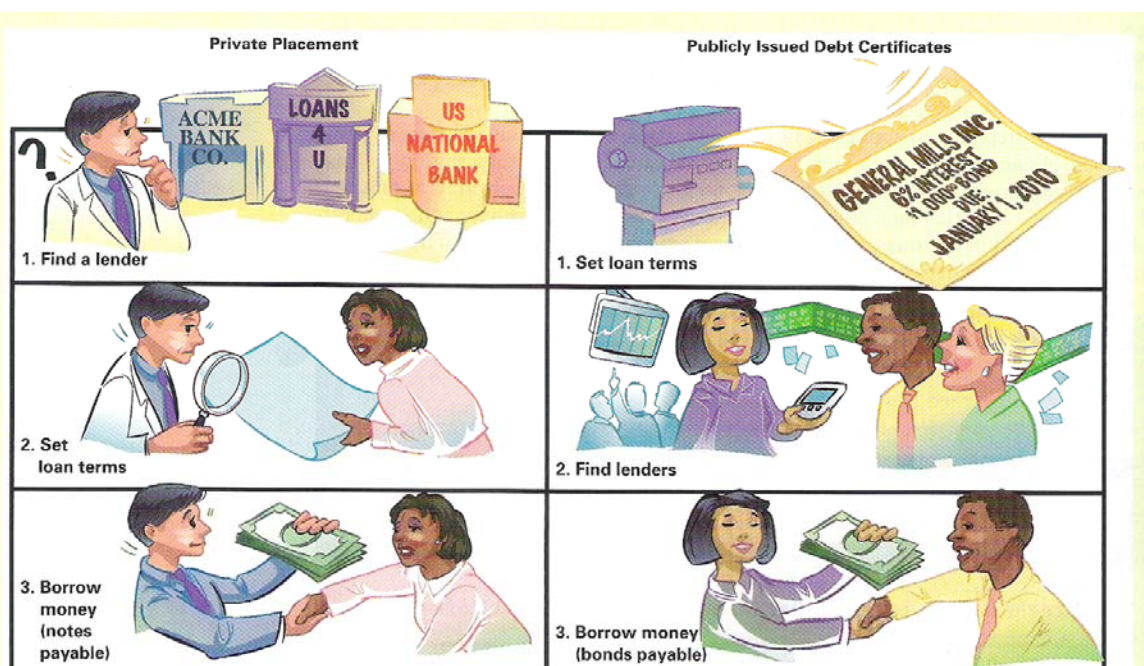 Private Placement
Publicly Issued Debt Certificates
?
ACME
BANK
CO.
LOANS
4
U
US
NATIONAL
BANK
1. Find a lender
GENERAL MILLS INC.
6% INTEREST
$1,000 BOND
DUE
JANUARY 1, 2010
1. Set loan terms
2. Set
loan terms
2. Find lenders
3. Borrow
money
(notes
payable)
3. Borrow money
(bonds payable)